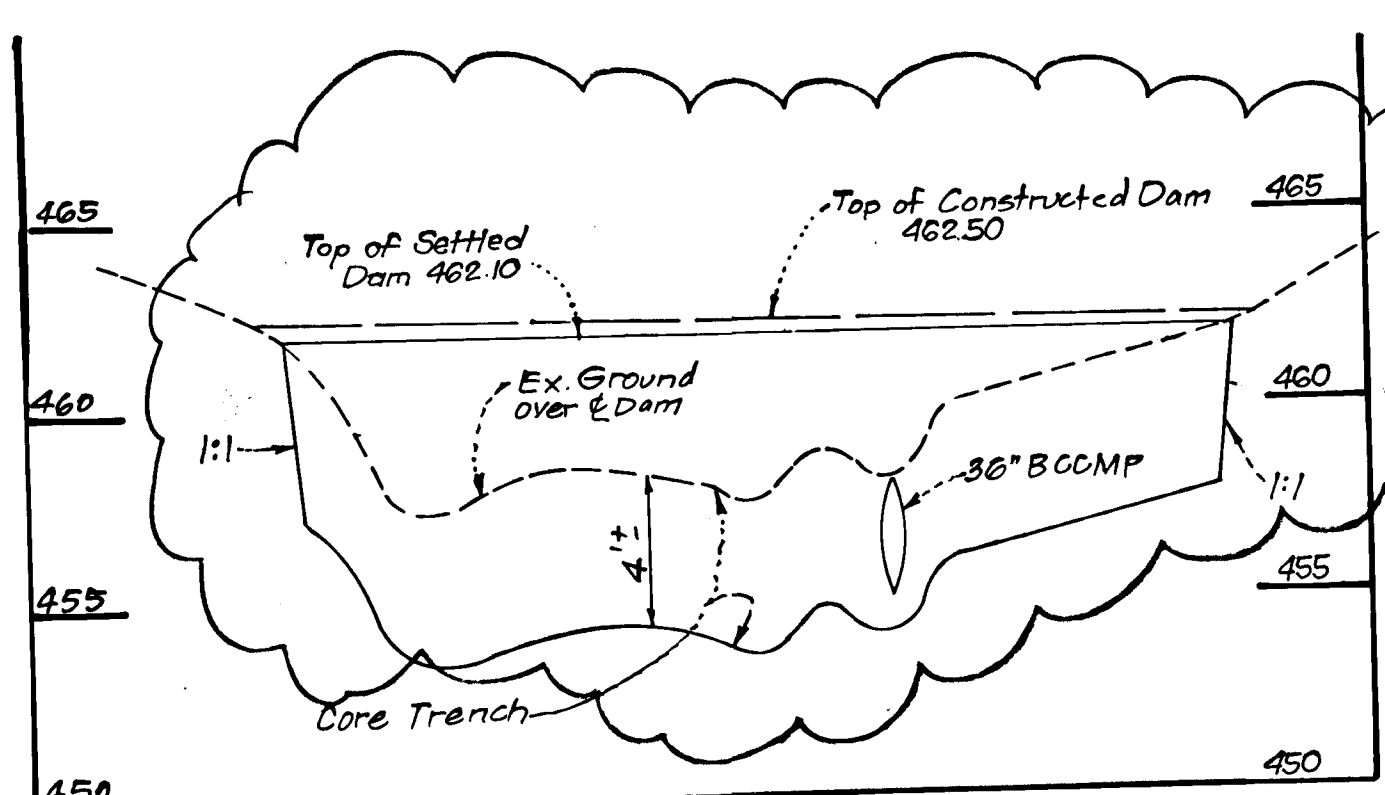 465
465
Top of Constructed Dam
462.50
Top of Settled
Dam 462.10
460
460
Ex. Ground
over ℄ Dam
1:1
36" BCCMP
1:1
4'±
455
455
Core Trench
450
450